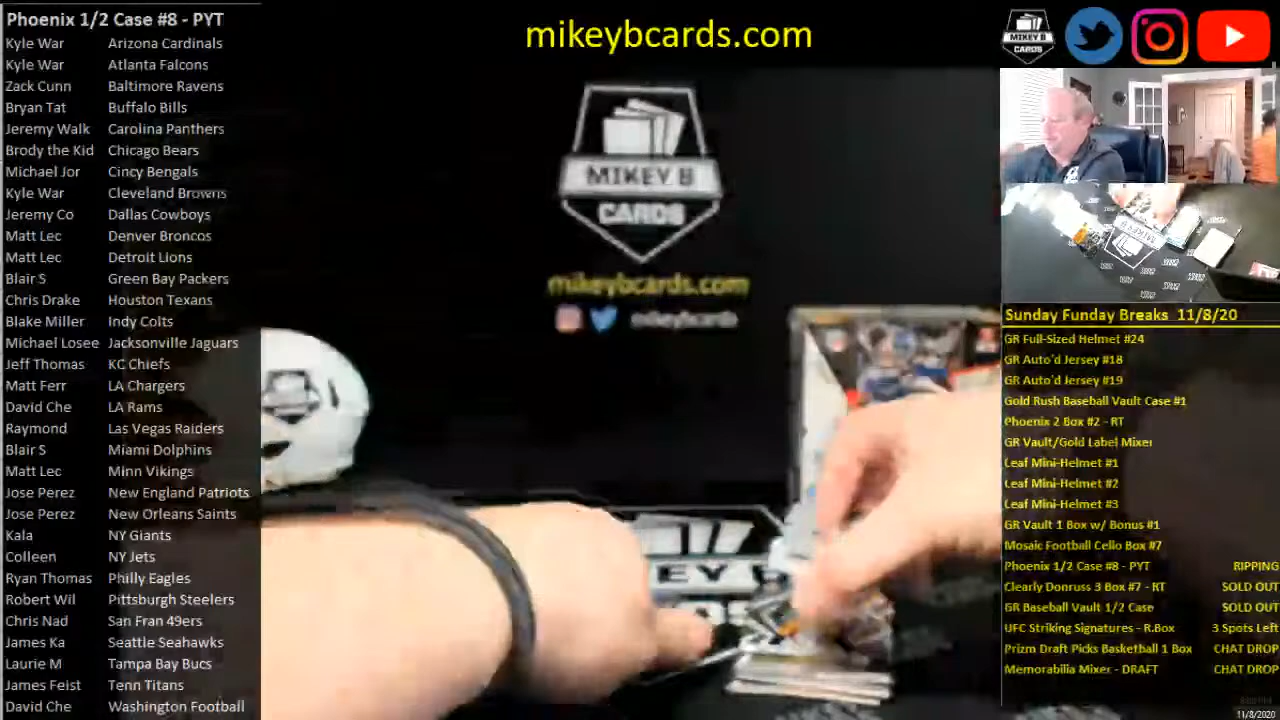 Phoenix 1/2 Case #8 - PYT
Kyle War Arizona Cardinals
Kyle War Atlanta Falcons
Zack Cunn Baltimore Ravens
Bryan Tat Buffalo Bills
Jeremy Walk Carolina Panthers
Brody the Kid Chicago Bears
Michael Jor Cincy Bengals
Kyle War Cleveland Browns
Jeremy Co Dallas Cowboys
Matt Lec Denver Broncos
Matt Lec Detroit Lions
Blair S Green Bay Packers
Chris Drake Houston Texans
Blake Miller Indy Colts
Michael Losee Jacksonville Jaguars
Jeff Thomas KC Chiefs
Matt Ferr LA Chargers
David Che LA Rams
Raymond Las Vegas Raiders
Blair S Miami Dolphins
Matt Lec Minn Vikings
Jose Perez New England Patriots
Jose Perez New Orleans Saints
Kala NY Giants
Colleen NY Jets
Ryan Thomas Philly Eagles
Robert Wil Pittsburgh Steelers
Chris Nad San Fran 49ers
James Ka Seattle Seahawks
Laurie M Tampa Bay Bucs
James Feist Tenn Titans
David Che Washington Football
mikeybcards.com
MIKEY B
CARDS
mikeybcards.com
mikeybcards
MIKEY B
CARDS
Sunday Funday Breaks 11/8/20
GR Full-Sized Helmet #24
GR Auto'd Jersey #18
GR Auto'd Jersey #19
Gold Rush Baseball Vault Case #1
Phoenix 2 Box #2 - RT
GR Vault/Gold Label Mixer
Leaf Mini-Helmet #1
Leaf Mini-Helmet #2
Leaf Mini-Helmet #3
GR Vault 1 Box w/ Bonus #1
Mosaic Football Cello Box #7
Phoenix 1/2 Case #8 - PYT RIPPING
Clearly Donruss 3 Box #7 - RT SOLD OUT
GR Baseball Vault 1/2 Case SOLD OUT
UFC Striking Signatures - R.Box 3 Spots Left
Prizm Draft Picks Basketball 1 Box CHAT DROP
Memorabilia Mixer - DRAFT CHAT DROP
11/8/2020